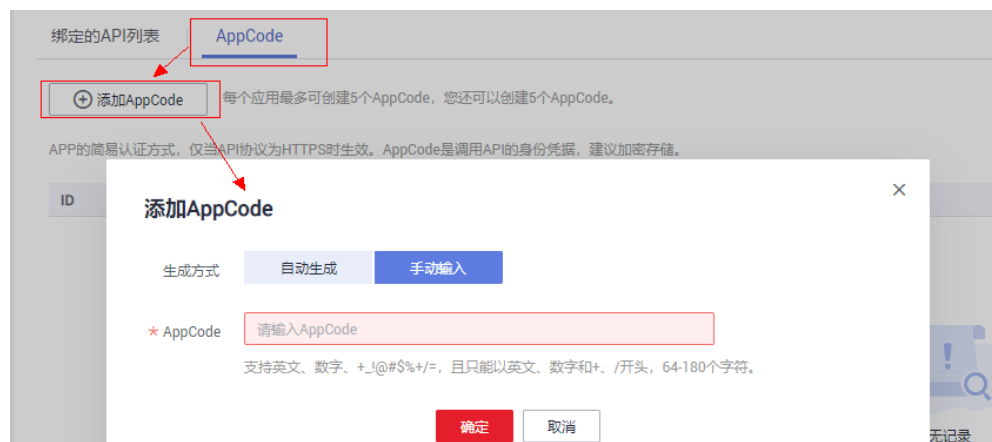 绑定的API列表 AppCode
添加AppCode 每个应用最多可创建5个AppCode，您还可以创建5个AppCode。
APP的简易认证方式，仅当API协议为HTTPS时生效。AppCode是调用API的身份凭据，建议加密存储。
ID
添加AppCode
生成方式 自动生成 手动输入
* AppCode 请输入AppCode
支持英文、数字、+_!@#$%+/=，且只能以英文、数字和+、/开头，64-180个字符。
确定 取消
无记录